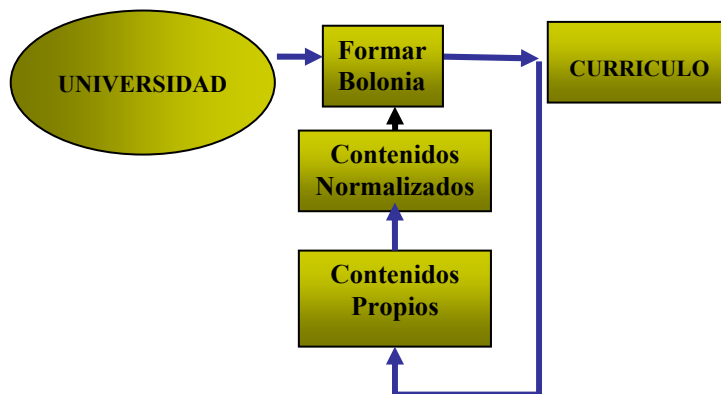 UNIVERSIDAD
Formar
Bolonia
CURRICULO
Contenidos
Normalizados
Contenidos
Propios